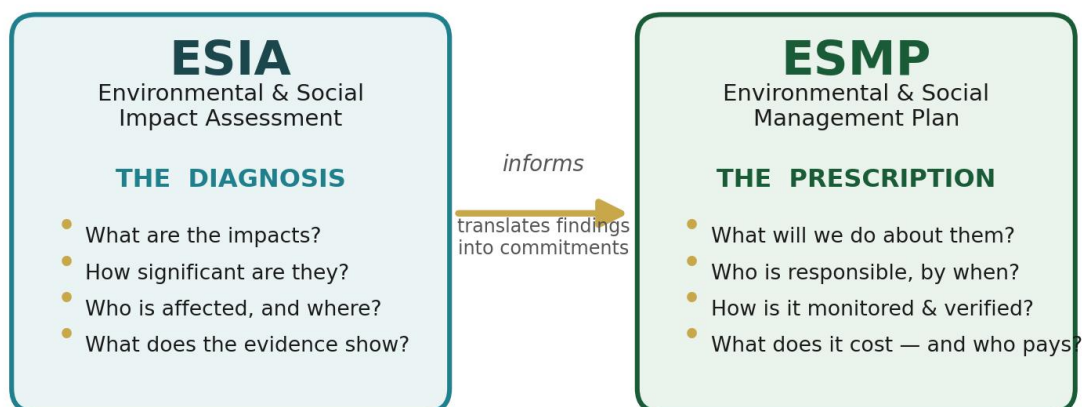 ESIA
Environmental & Social
Impact Assessment
THE DIAGNOSIS
What are the impacts?
How significant are they?
Who is affected, and where?
What does the evidence show?
informs
translates findings
into commitments
ESMP
Environmental & Social
Management Plan
THE PRESCRIPTION
What will we do about them?
Who is responsible, by when?
How is it monitored & verified?
What does it cost — and who pays?